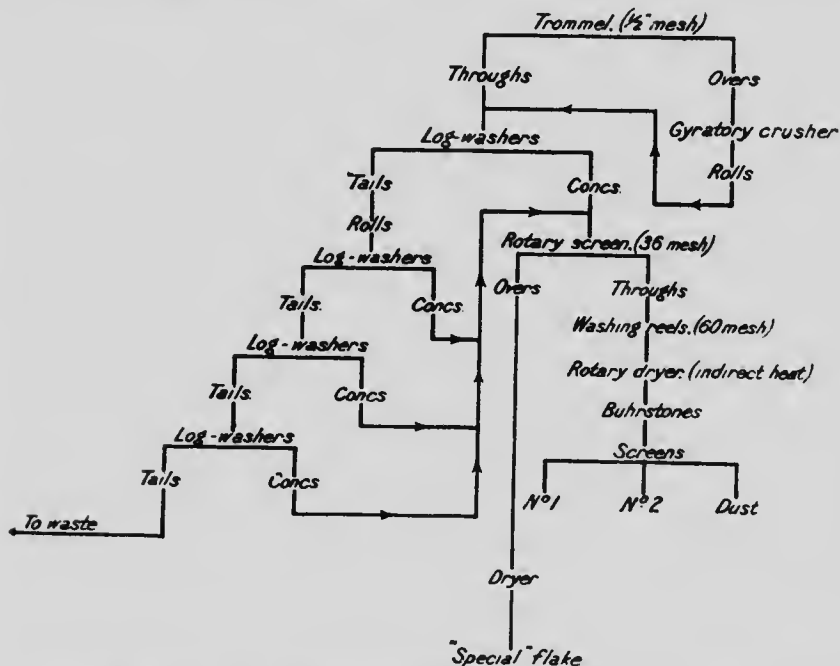 Trommel. (½" mesh)
Throughs
Overs
Gyratory crusher
Log-washers
Rolls
Tails
Concs.
Rolls
Rotary screen. (36 mesh)
Log-washers
Overs
Throughs
Tails.
Concs.
Washing reels. (60 mesh)
Log-washers
Rotary dryer. (indirect heat)
Tails.
Concs
Buhrstones
Log-washers
Screens
Tails
Concs
Nº1
Nº2
Dust
To waste
Dryer
"Special" flake